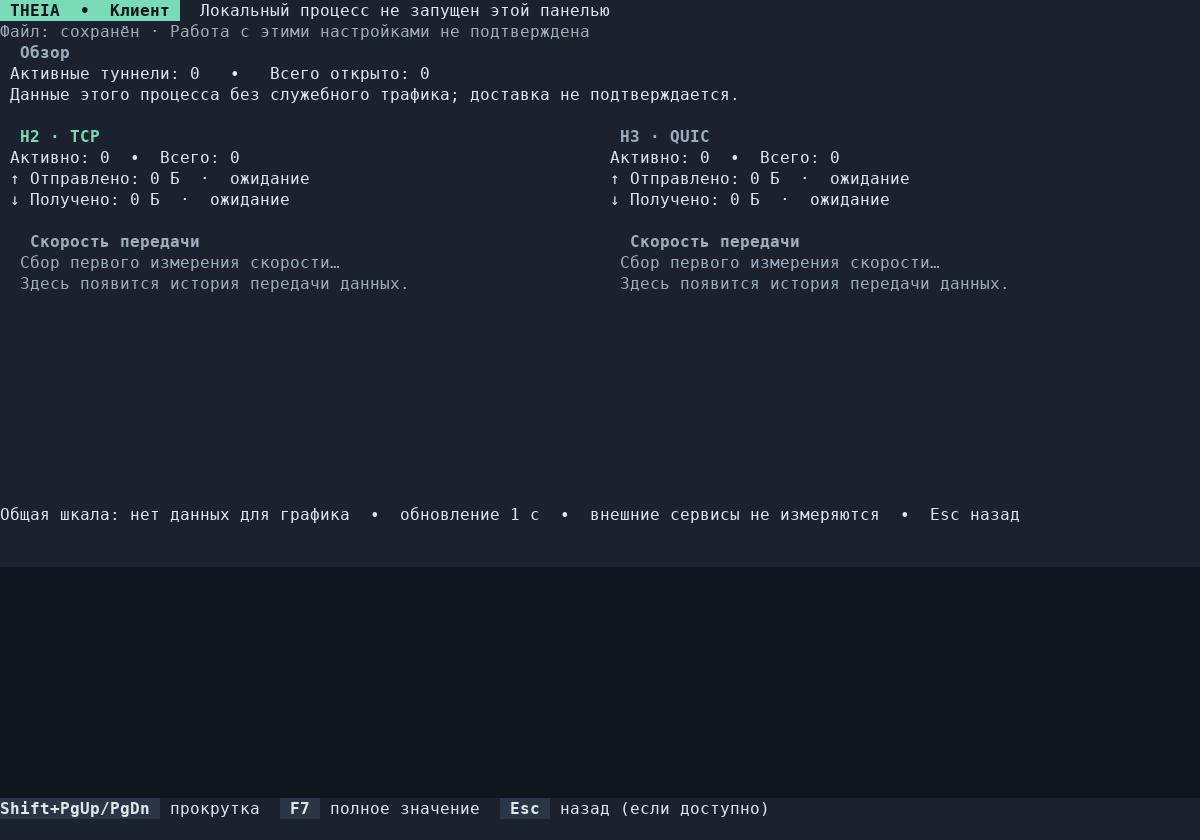 THEIA • Клиент Локальный процесс не запущен этой панелью
Файл: сохранён · Работа с этими настройками не подтверждена
Обзор
Активные туннели: 0 • Всего открыто: 0
Данные этого процесса без служебного трафика; доставка не подтверждается.
H2 · TCP
Активно: 0 • Всего: 0
↑ Отправлено: 0 Б · ожидание
↓ Получено: 0 Б · ожидание
Скорость передачи
Сбор первого измерения скорости…
Здесь появится история передачи данных.
H3 · QUIC
Активно: 0 • Всего: 0
↑ Отправлено: 0 Б · ожидание
↓ Получено: 0 Б · ожидание
Скорость передачи
Сбор первого измерения скорости…
Здесь появится история передачи данных.
Общая шкала: нет данных для графика • обновление 1 с • внешние сервисы не измеряются • Esc назад
Shift+PgUp/PgDn прокрутка F7 полное значение Esc назад (если доступно)